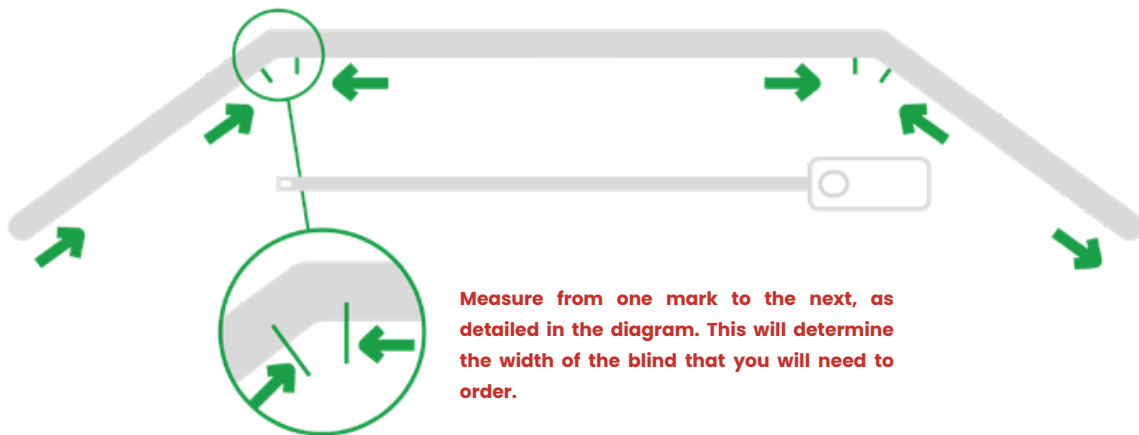 Measure from one mark to the next, as
detailed in the diagram. This will determine
the width of the blind that you will need to
order.